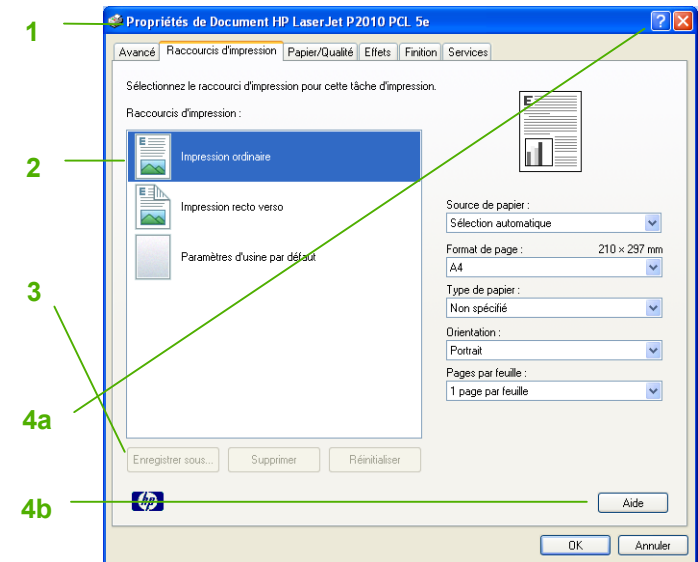 1
Propriétés de Document HP LaserJet P2010 PCL 5e
?
Avancé Raccourcis d'impression Papier/Qualité Effets Finition Services
Sélectionnez le raccourci d'impression pour cette tâche d'impression.
Raccourcis d'impression :
E
2
E
Impression ordinaire
E
Impression recto verso
Paramètres d'usine par défaut
Source de papier :
Sélection automatique
Format de page : 210 × 297 mm
A4
3
Type de papier :
Non spécifié
Orientation :
Portrait
Pages par feuille :
1 page par feuille
4a
Enregistrer sous... Supprimer Réinitialiser
4b
hp
Aide
OK Annuler